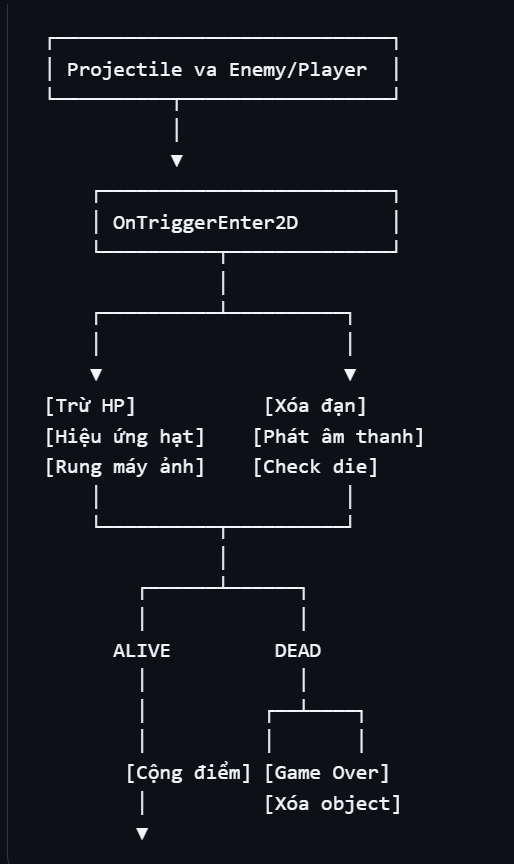 Projectile va Enemy/Player
OnTriggerEnter2D
[Trừ HP] [Xóa đạn]
[Hiệu ứng hạt] [Phát âm thanh]
[Rung máy ảnh] [Check die]
ALIVE DEAD
[Cộng điểm] [Game Over]
[Xóa object]